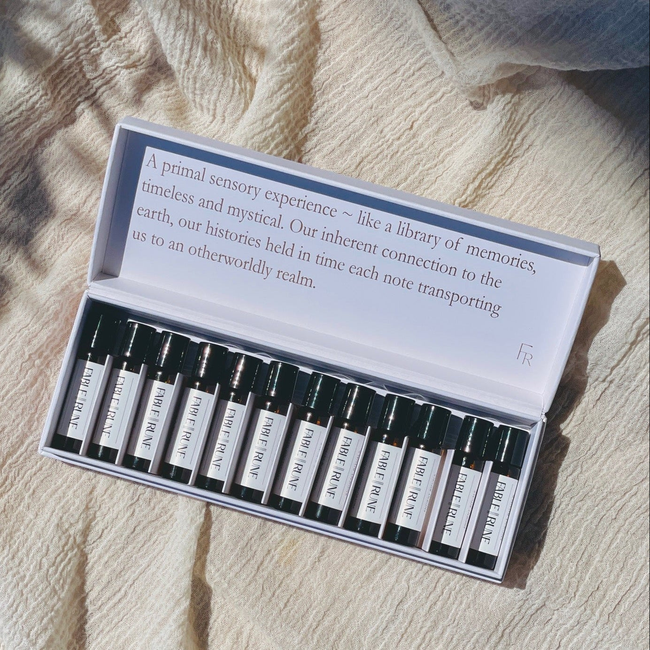 A primal sensory experience ~ like a library of memories,
timeless and mystical. Our inherent connection to the
earth, our histories held in time each note transporting
us to an otherworldly realm.
FR
FABLE RUNE
FABLE RUNE
FABLE RUNE
FABLE RUNE
FABLE RUNE
FABLE RUNE
FABLE RUNE
FABLE RUNE
FABLE RUNE
FABLE RUNE
FABLE RUNE
FABLE RUNE